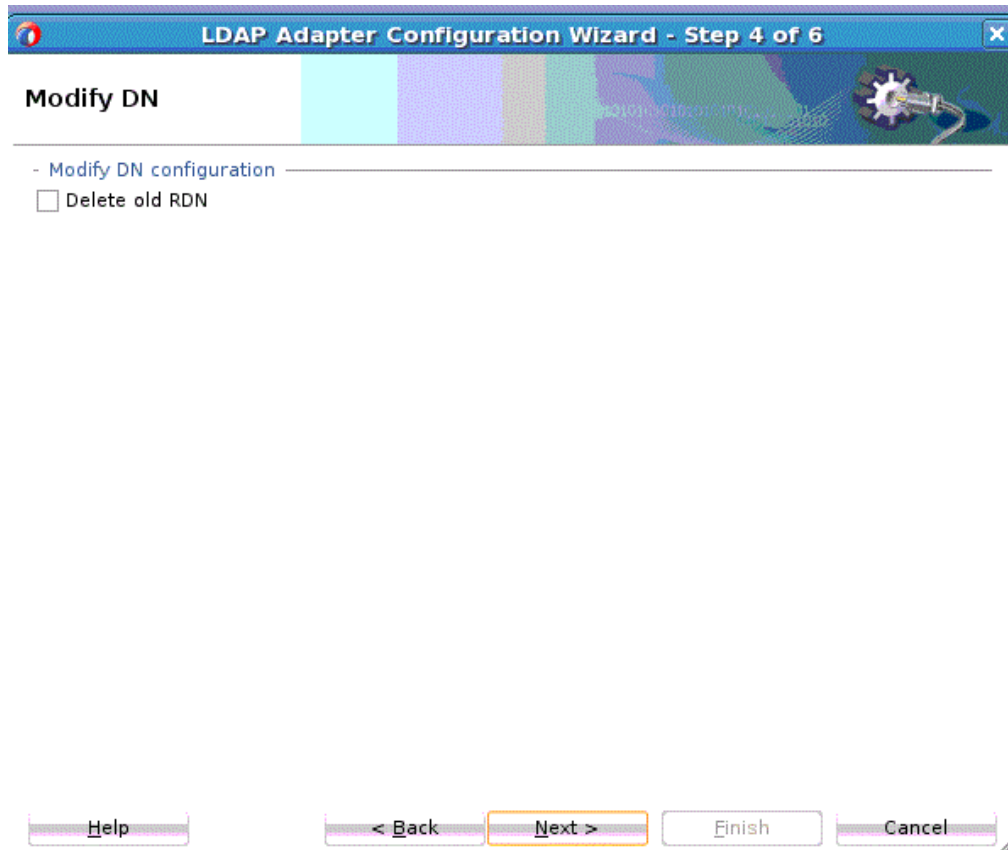 LDAP Adapter Configuration Wizard - Step 4 of 6
Modify DN
- Modify DN configuration
Delete old RDN
Help
< Back
Next >
Finish
Cancel